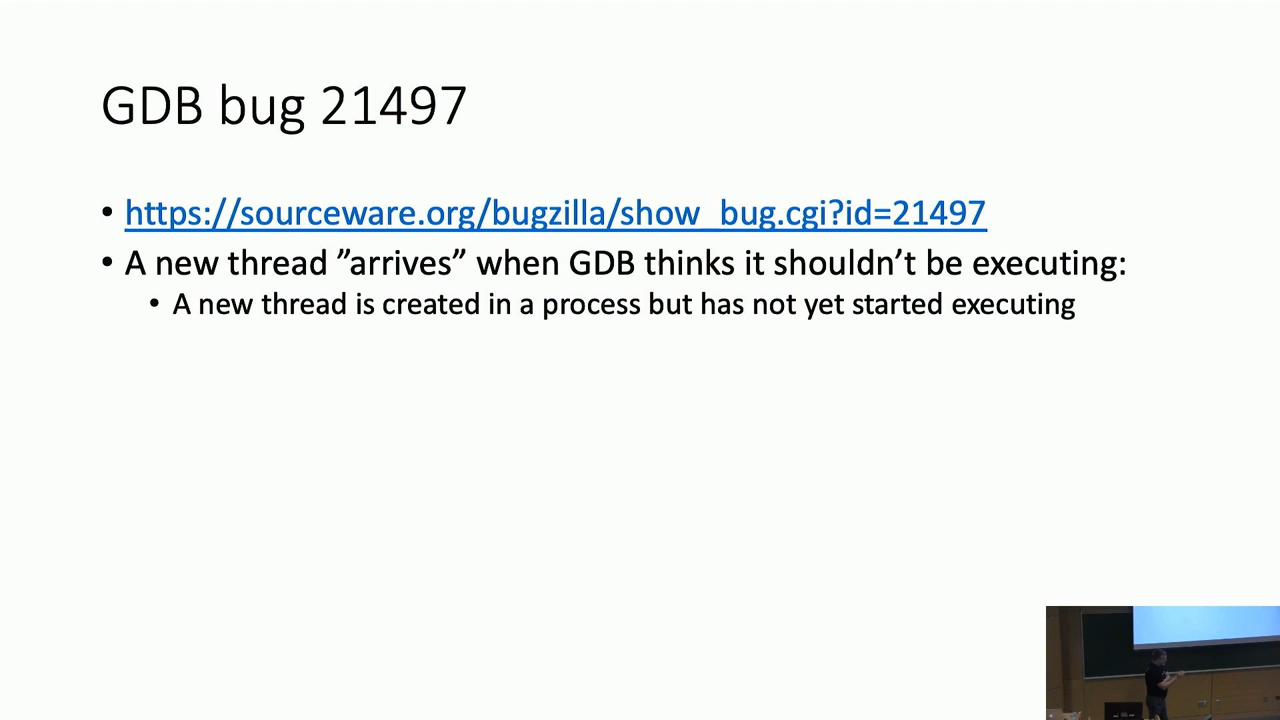 GDB bug 21497
• https://sourceware.org/bugzilla/show_bug.cgi?id=21497
• A new thread ”arrives” when GDB thinks it shouldn’t be executing:
• A new thread is created in a process but has not yet started executing